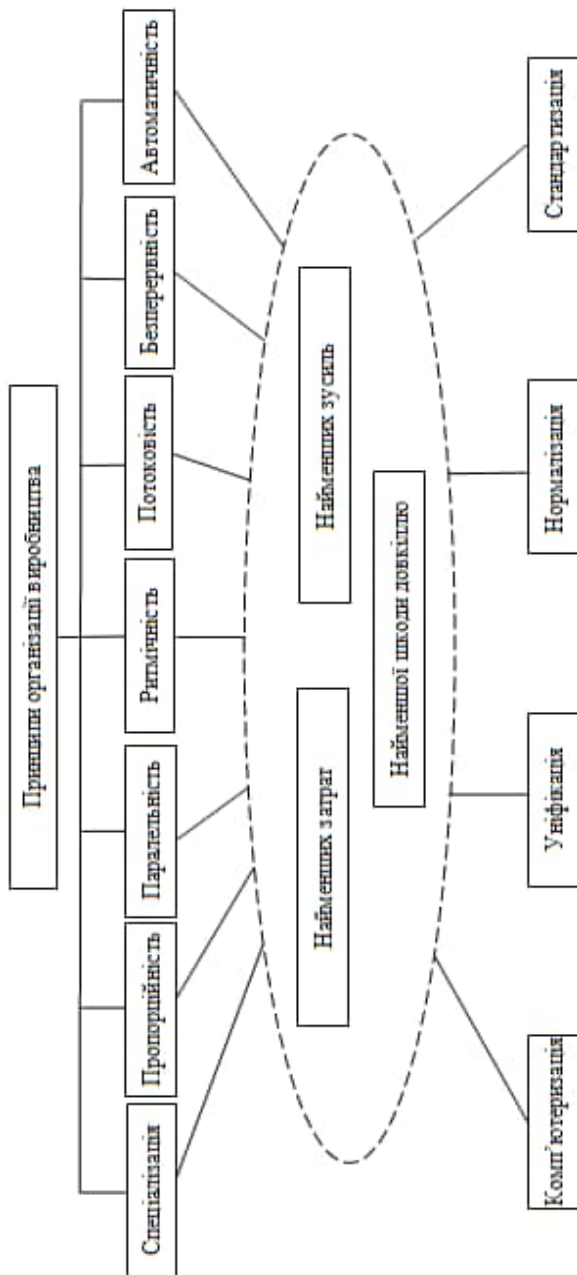 Принципи організації виробництва
Спеціалізація
Пропорційність
Паралельність
Ритмічність
Потоковість
Безперервність
Автоматичність
Найменших затрат
Найменших зусиль
Найменшої шкоди довкіллю
Комп'ютеризація
Уніфікація
Нормалізація
Стандартизація